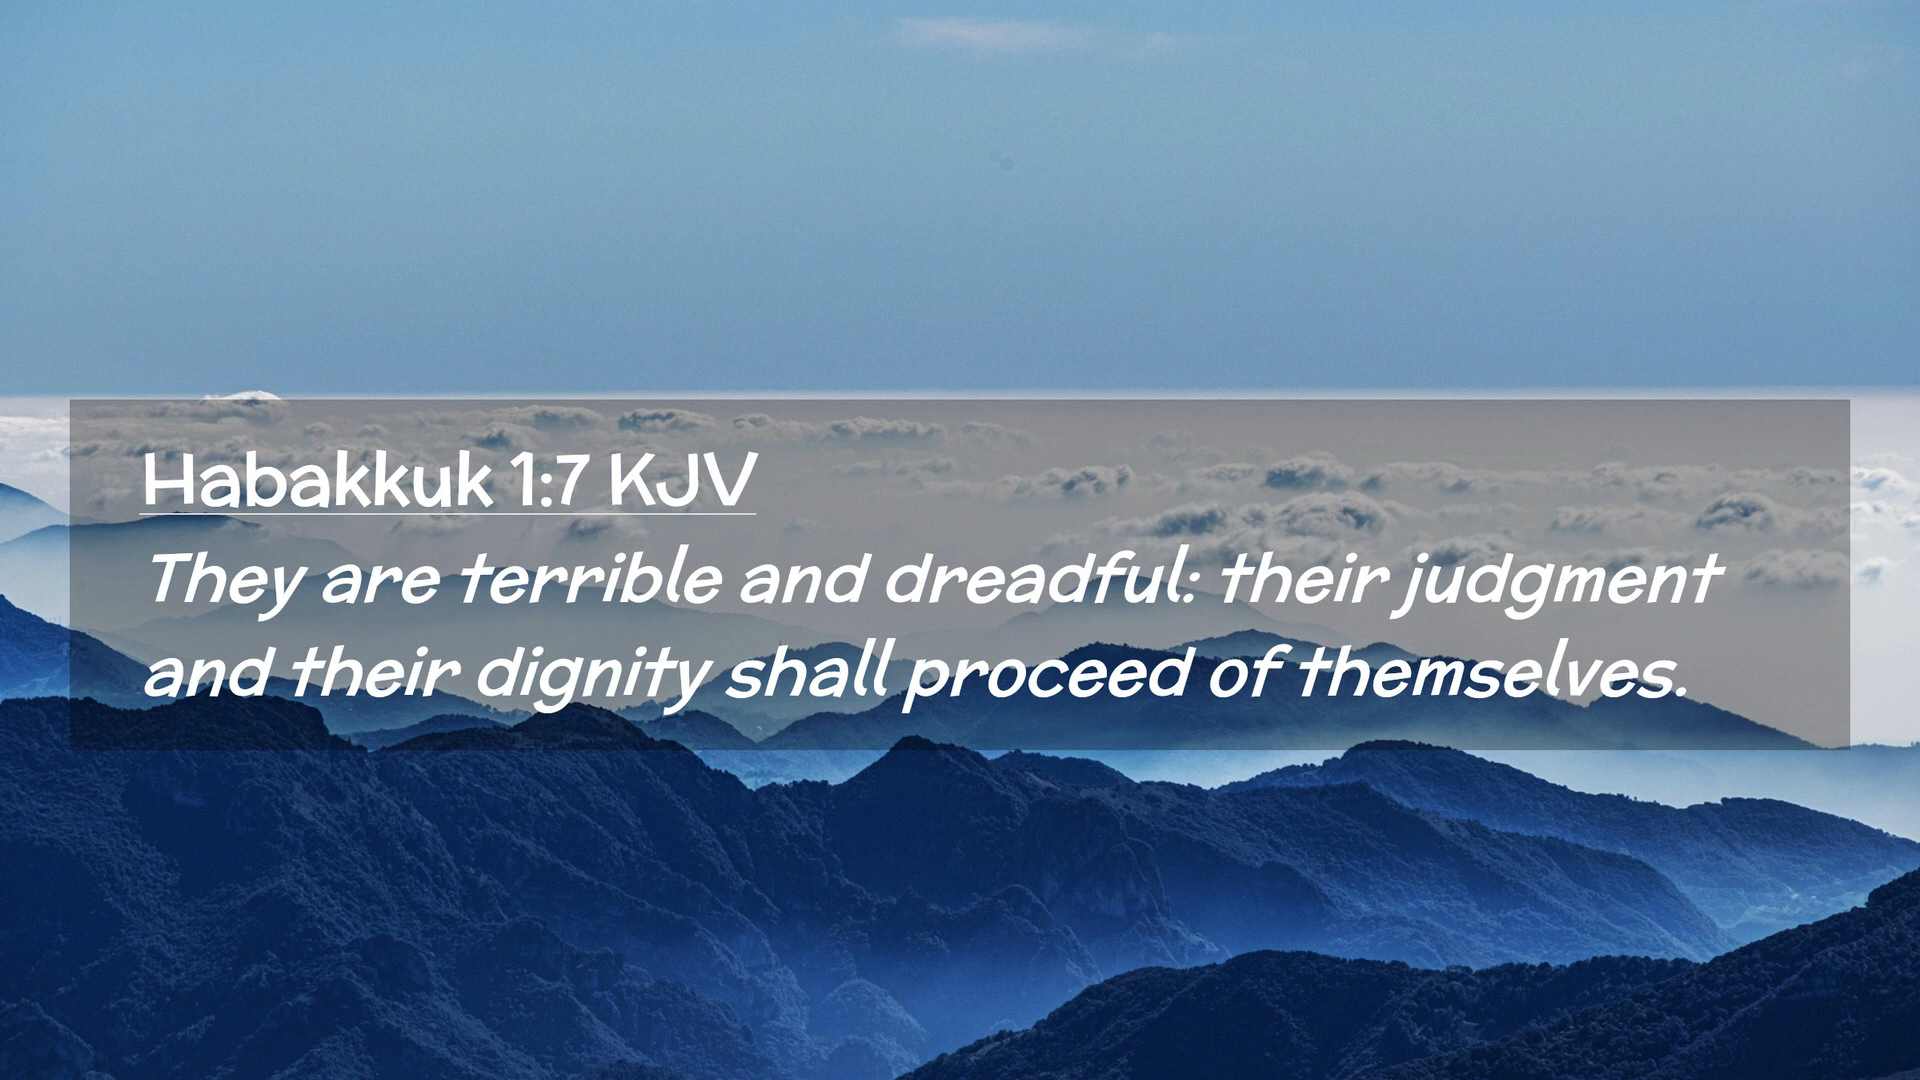 Habakkuk 1:7 KJV
They are terrible and dreadful: their judgment
and their dignity shall proceed of themselves.